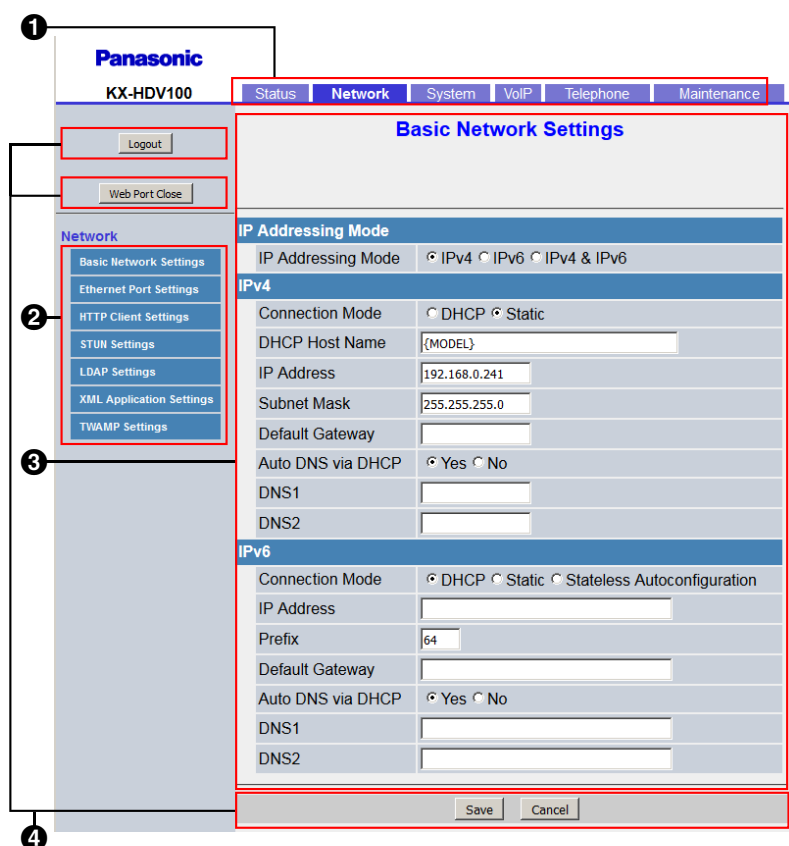 1
Panasonic
KX-HDV100
Status Network System VoIP Telephone Maintenance
Logout
Web Port Close
Basic Network Settings
Network
Basic Network Settings
Ethernet Port Settings
2
HTTP Client Settings
STUN Settings
LDAP Settings
XML Application Settings
TWAMP Settings
3
IP Addressing Mode
IP Addressing Mode IPv4 IPv6 IPv4 & IPv6
IPv4
Connection Mode DHCP Static
DHCP Host Name {MODEL}
IP Address 192.168.0.241
Subnet Mask 255.255.255.0
Default Gateway
Auto DNS via DHCP Yes No
DNS1
DNS2
IPv6
Connection Mode DHCP Static Stateless Autoconfiguration
IP Address
Prefix 64
Default Gateway
Auto DNS via DHCP Yes No
DNS1
DNS2
Save Cancel
4